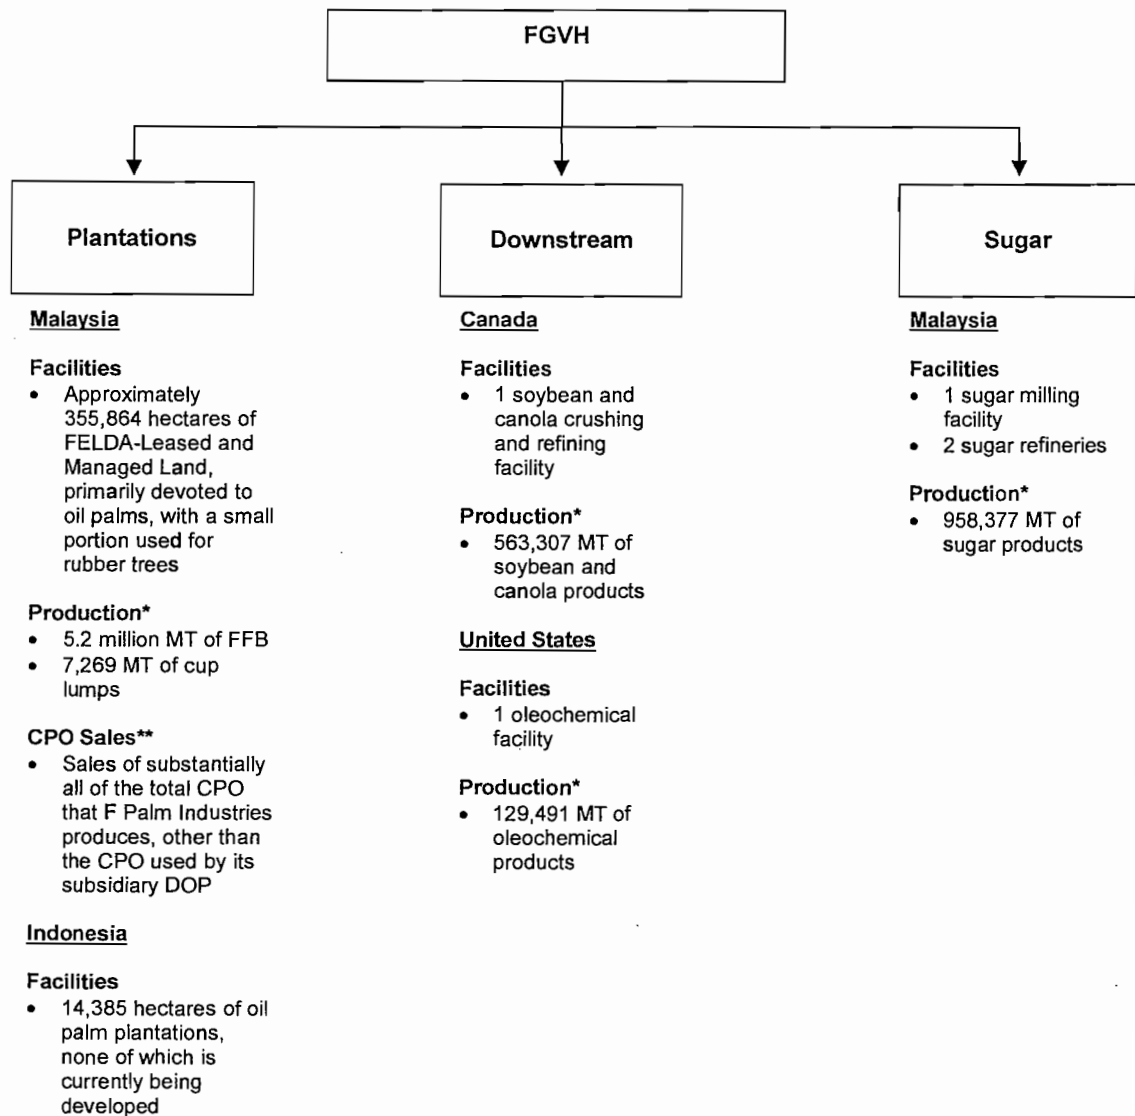 FGVH
Plantations
Downstream
Sugar
Malaysia
Facilities
• Approximately
355,864 hectares of
FELDA-Leased and
Managed Land,
primarily devoted to
oil palms, with a small
portion used for
rubber trees
Production*
• 5.2 million MT of FFB
• 7,269 MT of cup
lumps
CPO Sales**
• Sales of substantially
all of the total CPO
that F Palm Industries
produces, other than
the CPO used by its
subsidiary DOP
Indonesia
Facilities
• 14,385 hectares of oil
palm plantations,
none of which is
currently being
developed
Canada
Facilities
• 1 soybean and
canola crushing
and refining
facility
Production*
• 563,307 MT of
soybean and
canola products
United States
Facilities
• 1 oleochemical
facility
Production*
• 129,491 MT of
oleochemical
products
Malaysia
Facilities
• 1 sugar milling
facility
• 2 sugar refineries
Production*
• 958,377 MT of
sugar products